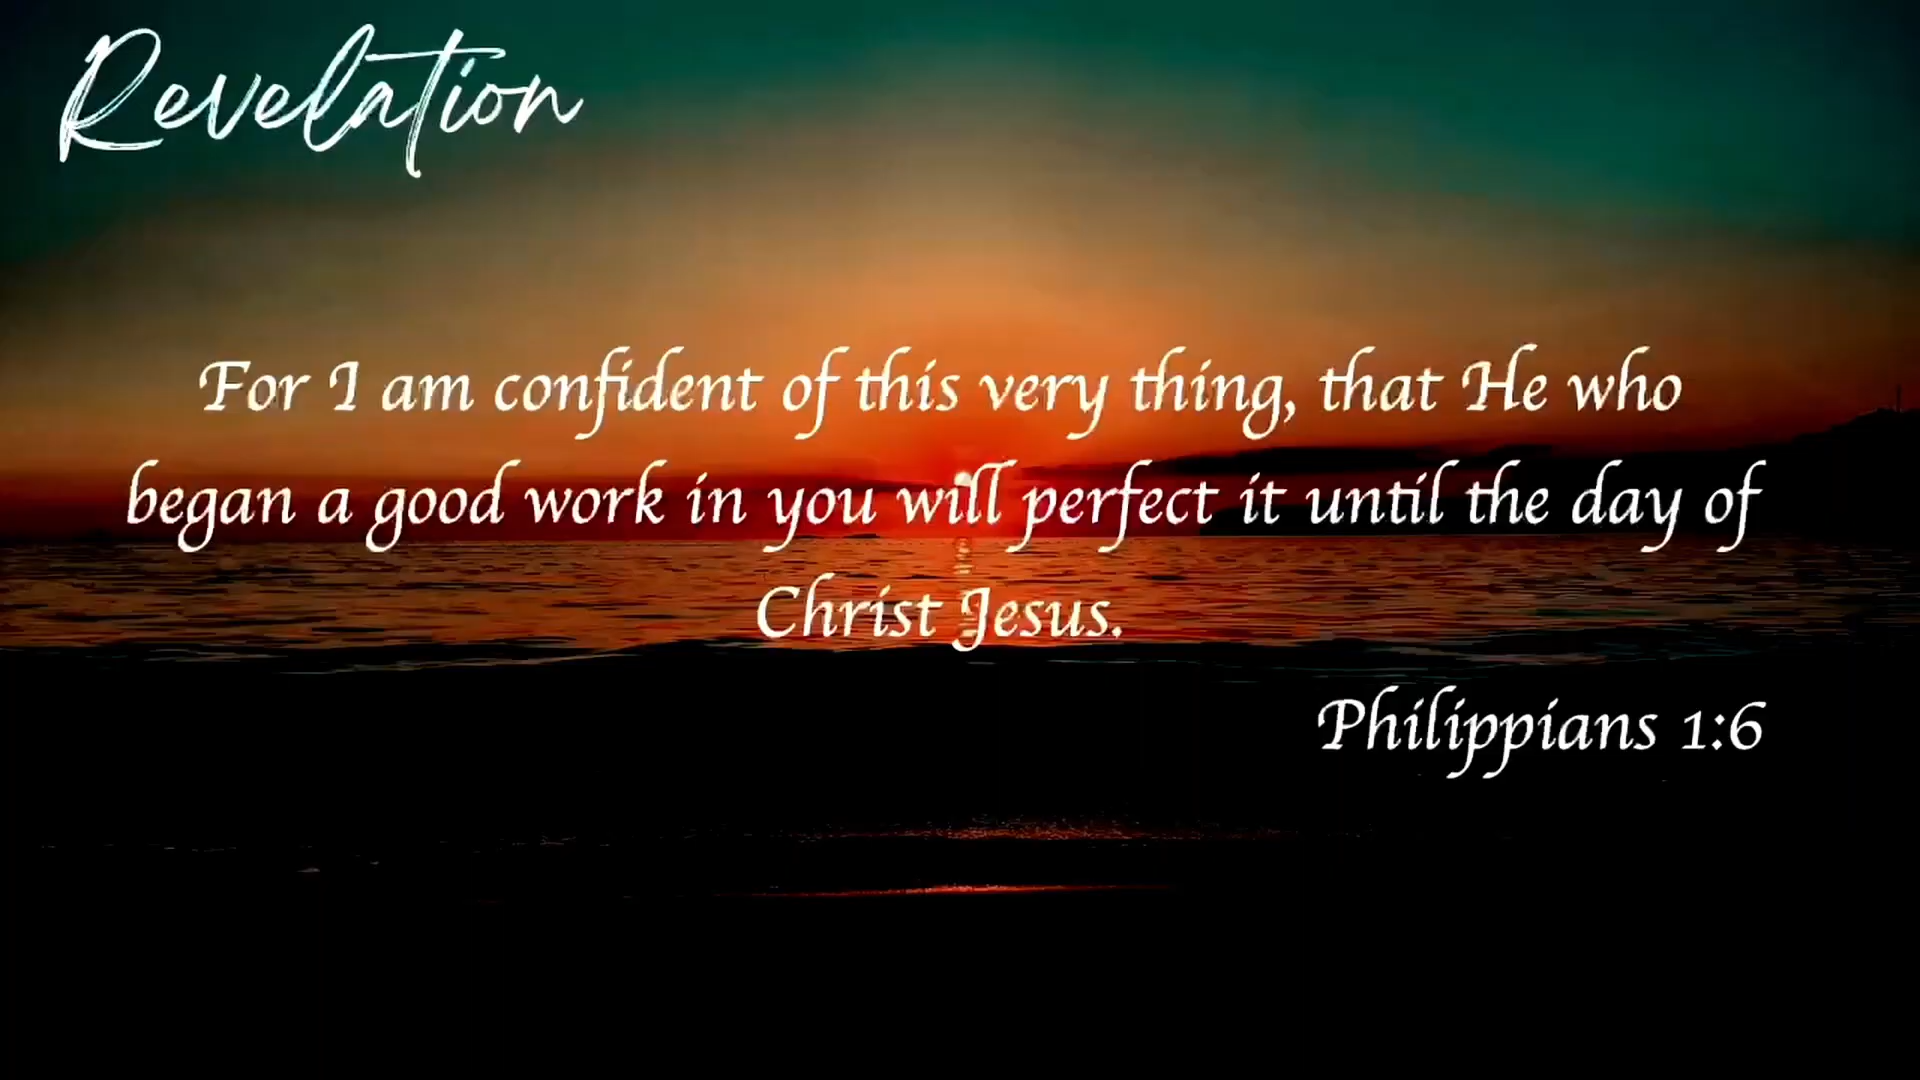 Revelation
For I am confident of this very thing, that He who
began a good work in you will perfect it until the day of
Christ Jesus.
Philippians 1:6